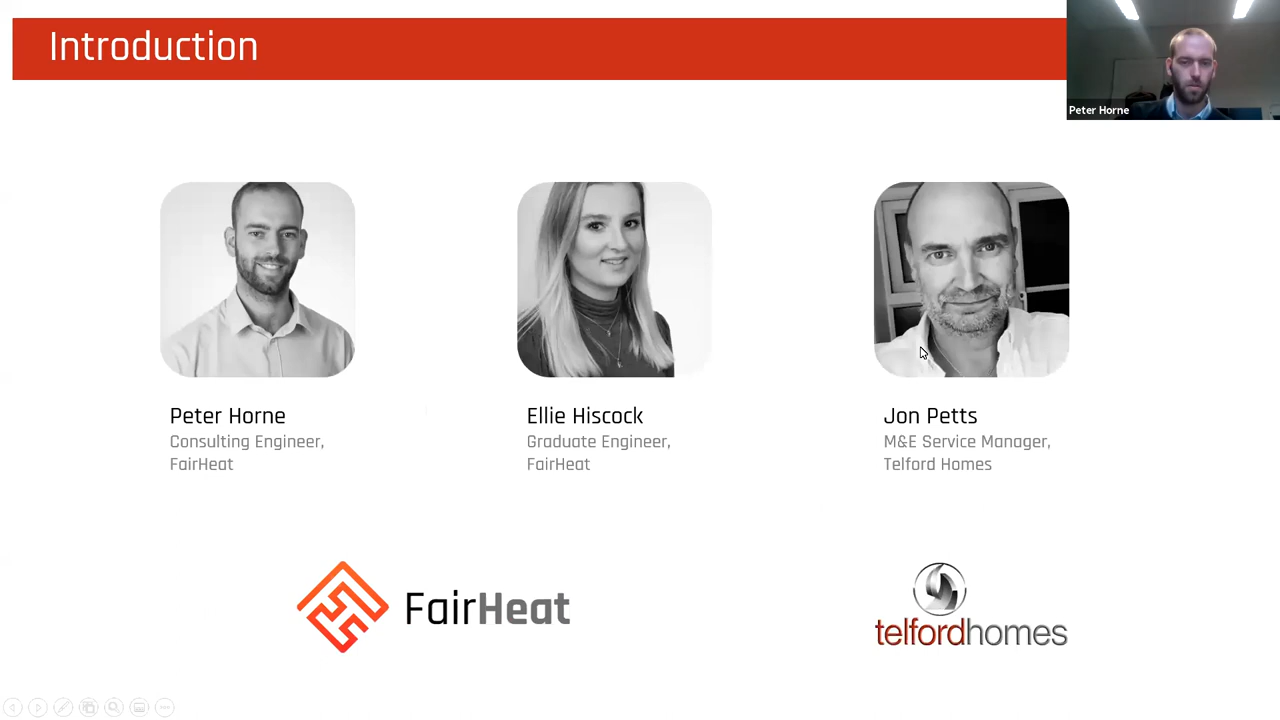 Introduction
Peter Horne
Peter Horne
Consulting Engineer,
FairHeat
Ellie Hiscock
Graduate Engineer,
FairHeat
Jon Petts
M&E Service Manager,
Telford Homes
FairHeat
telfordhomes